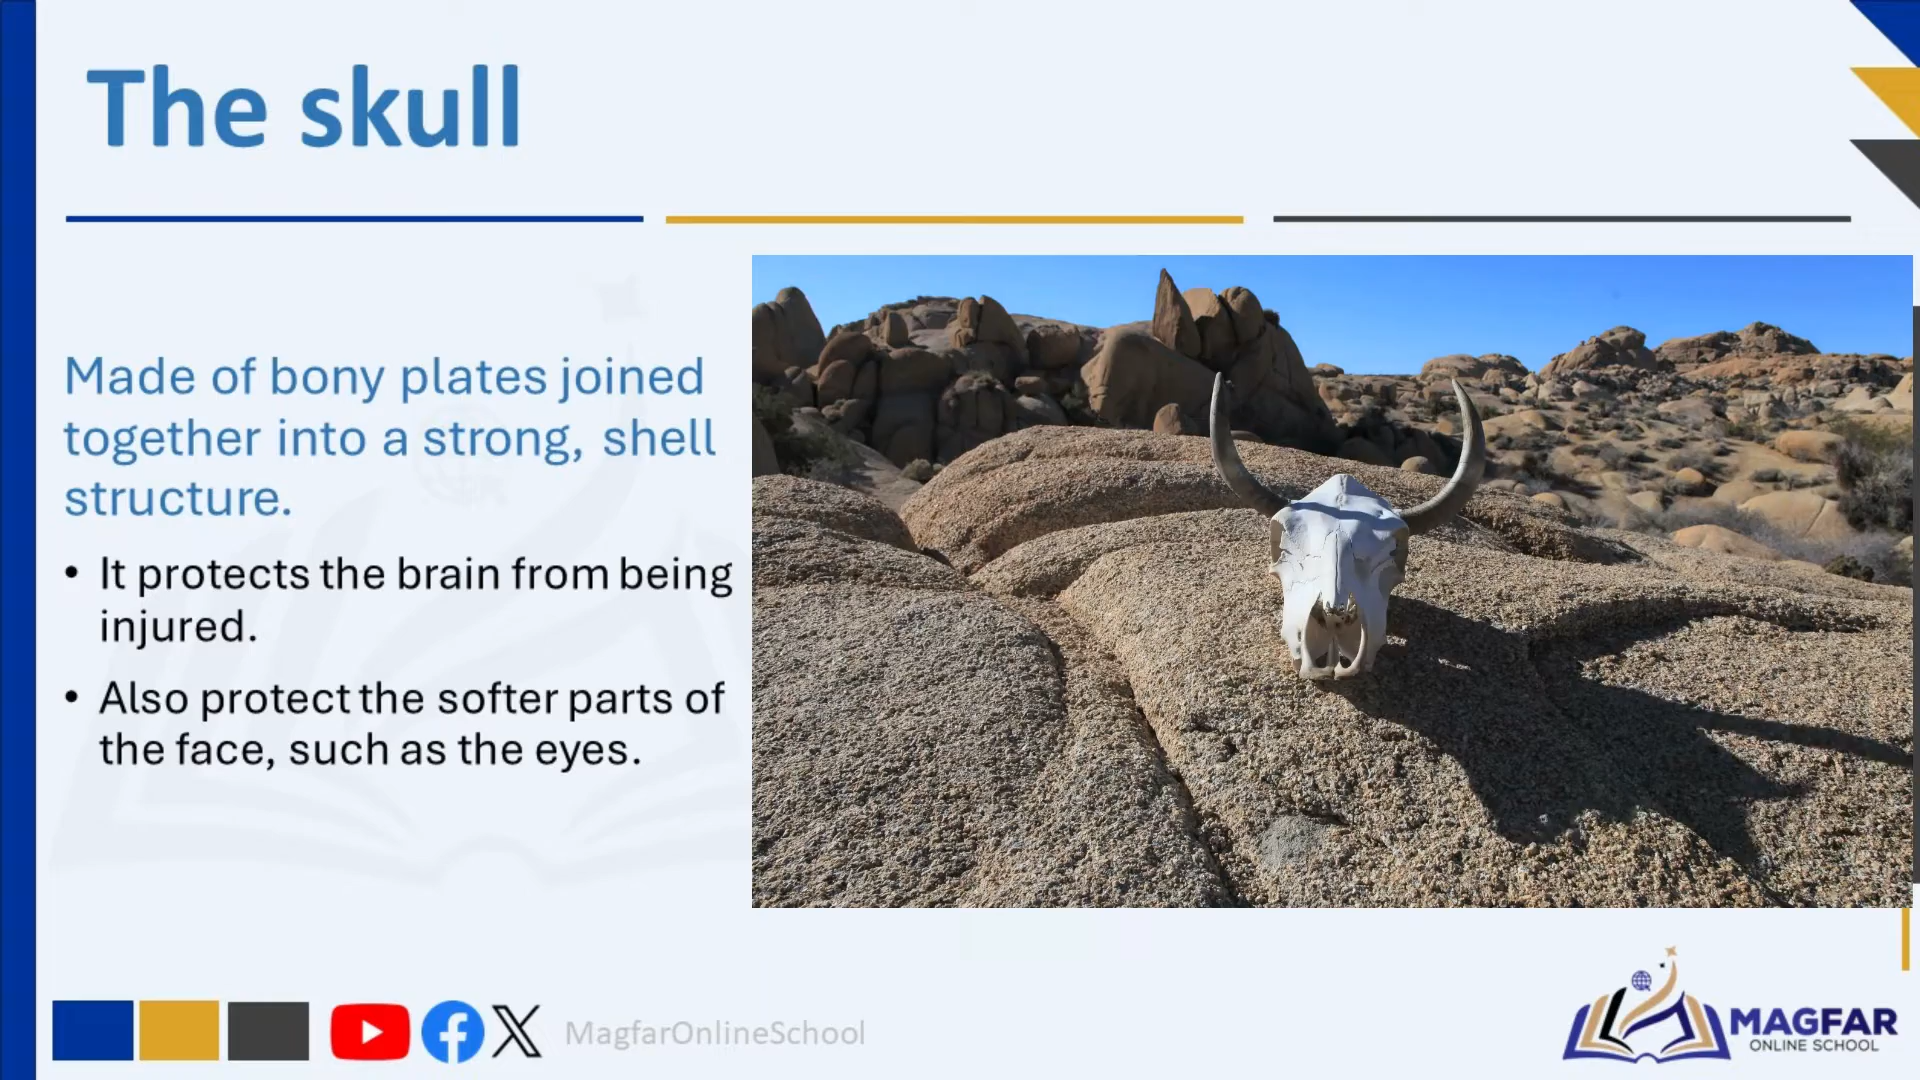 The skull
Made of bony plates joined
together into a strong, shell
structure.
• It protects the brain from being
injured.
• Also protect the softer parts of
the face, such as the eyes.
MagfarOnlineSchool
MAGFAR
ONLINE SCHOOL